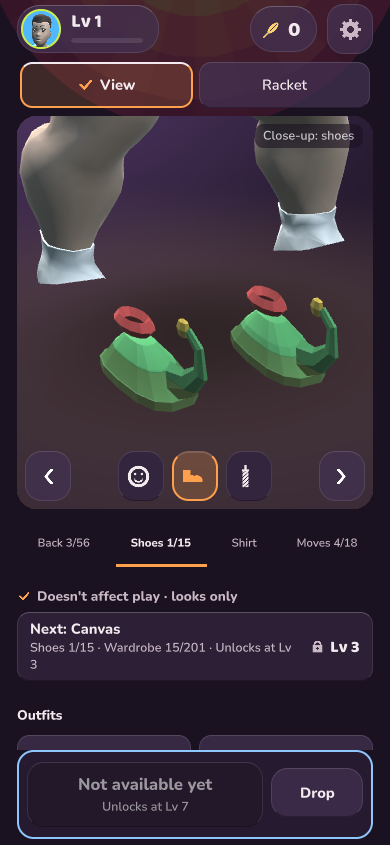 Lv 1
0
View
Racket
Close-up: shoes
Back 3/56
Shoes 1/15
Shirt
Moves 4/18
Doesn't affect play · looks only
Next: Canvas
Shoes 1/15 · Wardrobe 15/201 · Unlocks at Lv
3
Lv 3
Outfits
Not available yet
Unlocks at Lv 7
Drop